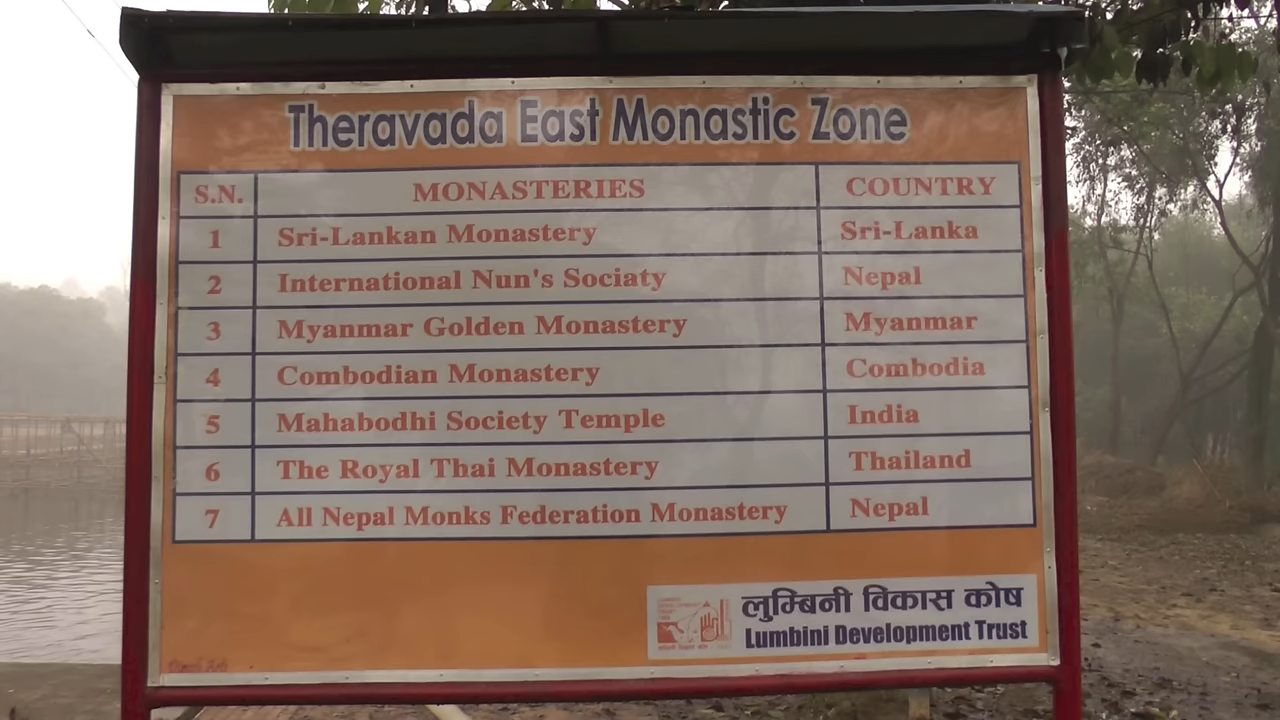 Theravada East Monastic Zone
S.N. MONASTERIES COUNTRY
1 Sri-Lankan Monastery Sri-Lanka
2 International Nun's Sociaty Nepal
3 Myanmar Golden Monastery Myanmar
4 Combodian Monastery Combodia
5 Mahabodhi Society Temple India
6 The Royal Thai Monastery Thailand
7 All Nepal Monks Federation Monastery Nepal
लुम्बिनी विकास कोष
Lumbini Development Trust